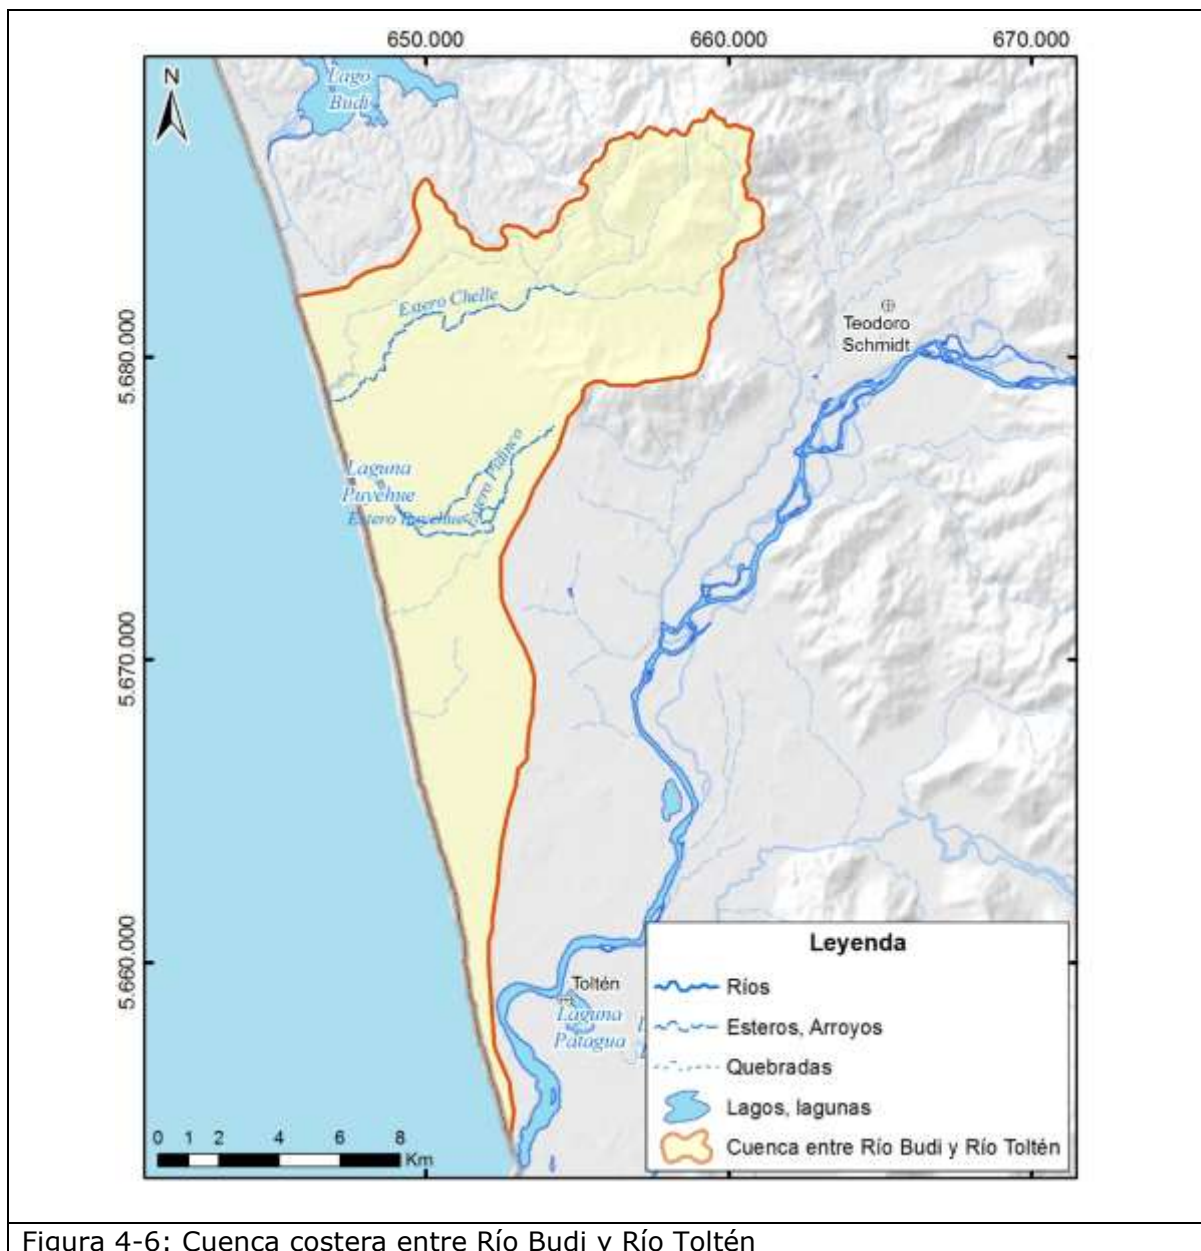 650.000
660.000
670.000
N
Lago
Budi
5.680.000
5.670.000
5.660.000
Estero Chelle
Teodoro
Schmidt
Estero Pidinco
Laguna
Puyehue
Estero Puyehue
Toltén
Laguna
Patagua
Leyenda
Ríos
Esteros, Arroyos
Quebradas
Lagos, lagunas
Cuenca entre Río Budi y Río Toltén
0 1 2 4 6 8
Km
Figura 4-6: Cuenca costera entre Río Budi y Río Toltén